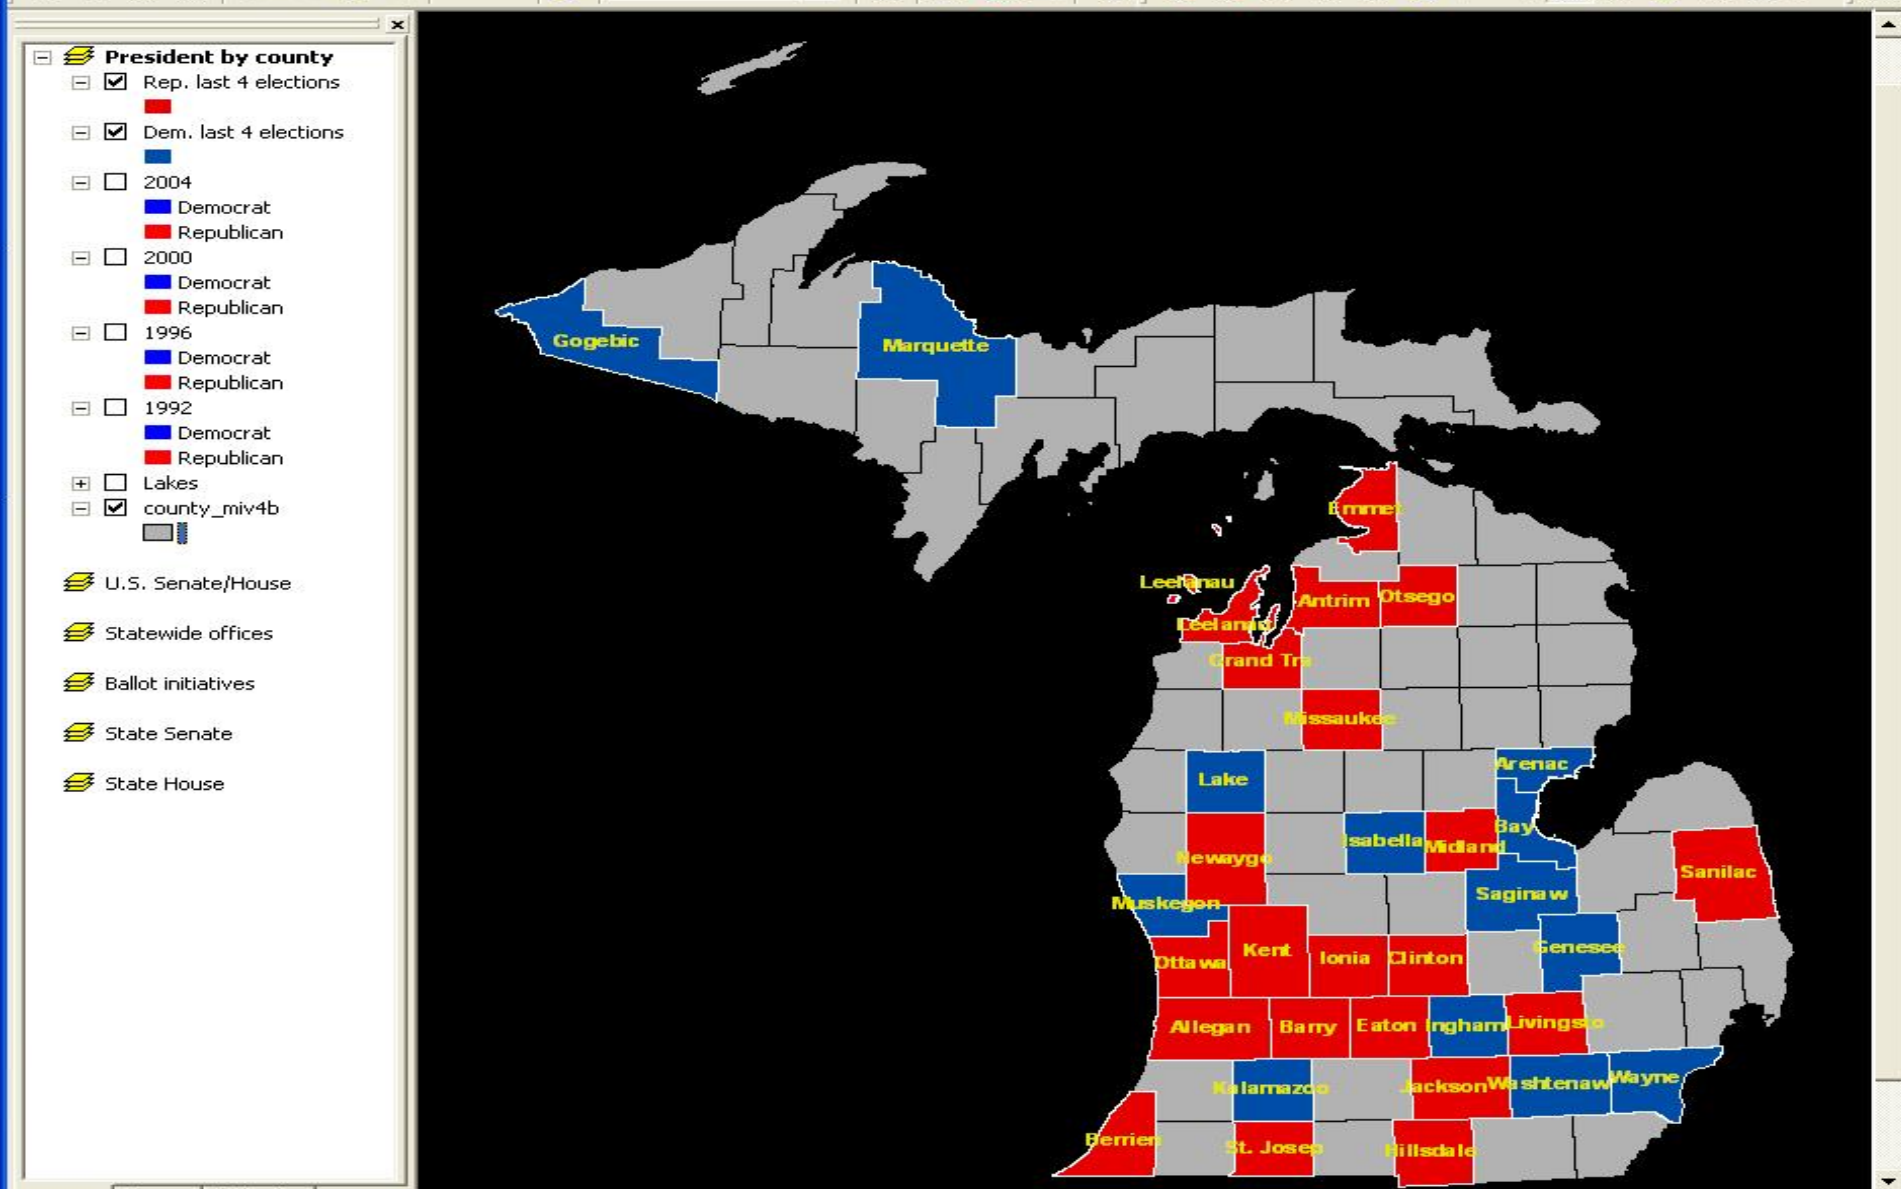 President by county
Rep. last 4 elections
Dem. last 4 elections
2004
Democrat
Republican
2000
Democrat
Republican
1996
Democrat
Republican
1992
Democrat
Republican
Lakes
county_miv4b
U.S. Senate/House
Statewide offices
Ballot initiatives
State Senate
State House
Gogebic
Marquette
Emmet
Leelanau
Antrim Otsego
Leelanau
Grand Tra
Missaukee
Arenac
Lake
Bay
Isabella Midland
Newaygo
Sanilac
Saginaw
Muskegon
Genesee
Kent
Ottawa Ionia Clinton
Allegan Barry Eaton Ingham Livingsto
Kalamazoo Jackson Washtenaw Wayne
Berrien St. Josep Hillsdale